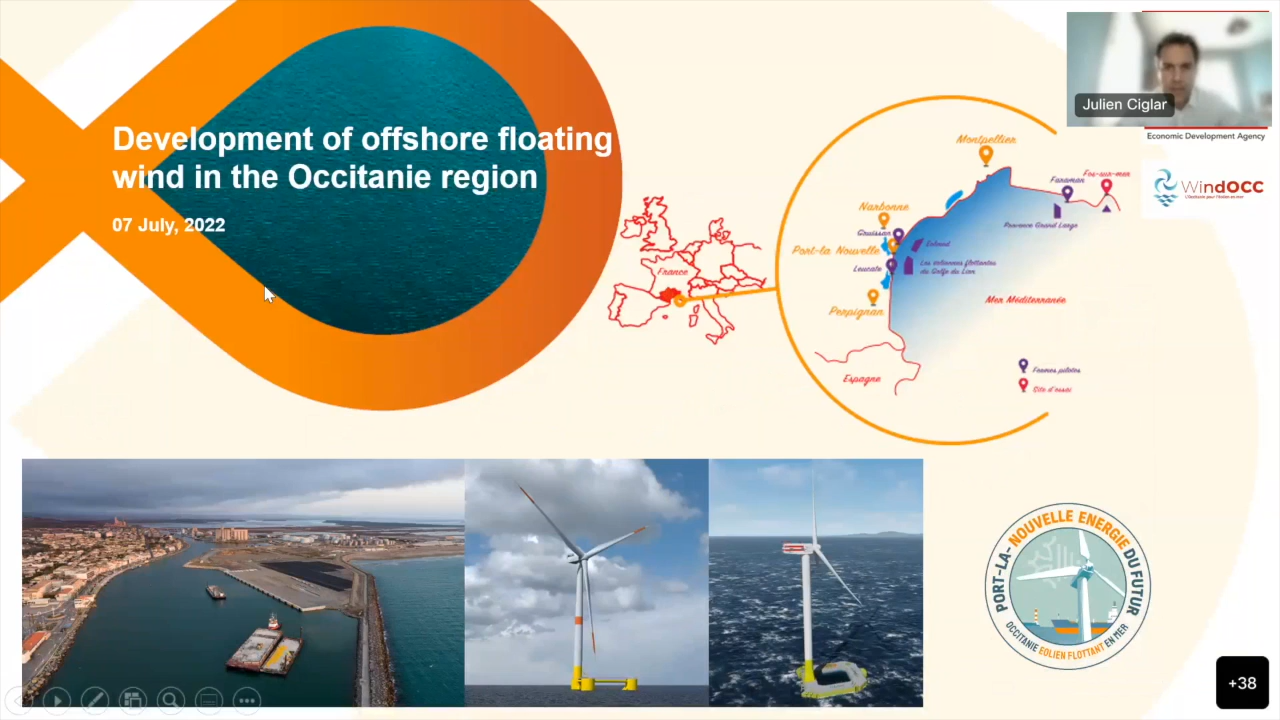 Development of offshore floating
wind in the Occitanie region
07 July, 2022
Julien Ciglar
Economic Development Agency
WindOCC
France
Montpellier
Fos-sur-mer
Faraman
Provence Grand Large
Narbonne
Gruissan
Port-la Nouvelle
Leucate
Les éoliennes flottantes
du Golfe du Lion
Perpignan
Mer Méditerranée
Espagne
Fermes pilotes
Site d'essai
PORT-LA-NOUVELLE ENERGIE DU FUTUR
OCCITANIE EOLIEN FLOTTANT EN MER
+38